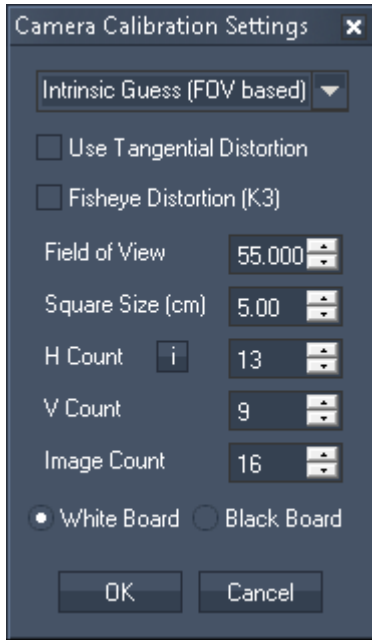 Camera Calibration Settings x
Intrinsic Guess (FOV based)
Use Tangential Distortion
Fisheye Distortion (K3)
Field of View 55.000
Square Size (cm) 5.00
H Count i 13
V Count 9
Image Count 16
White Board Black Board
OK Cancel